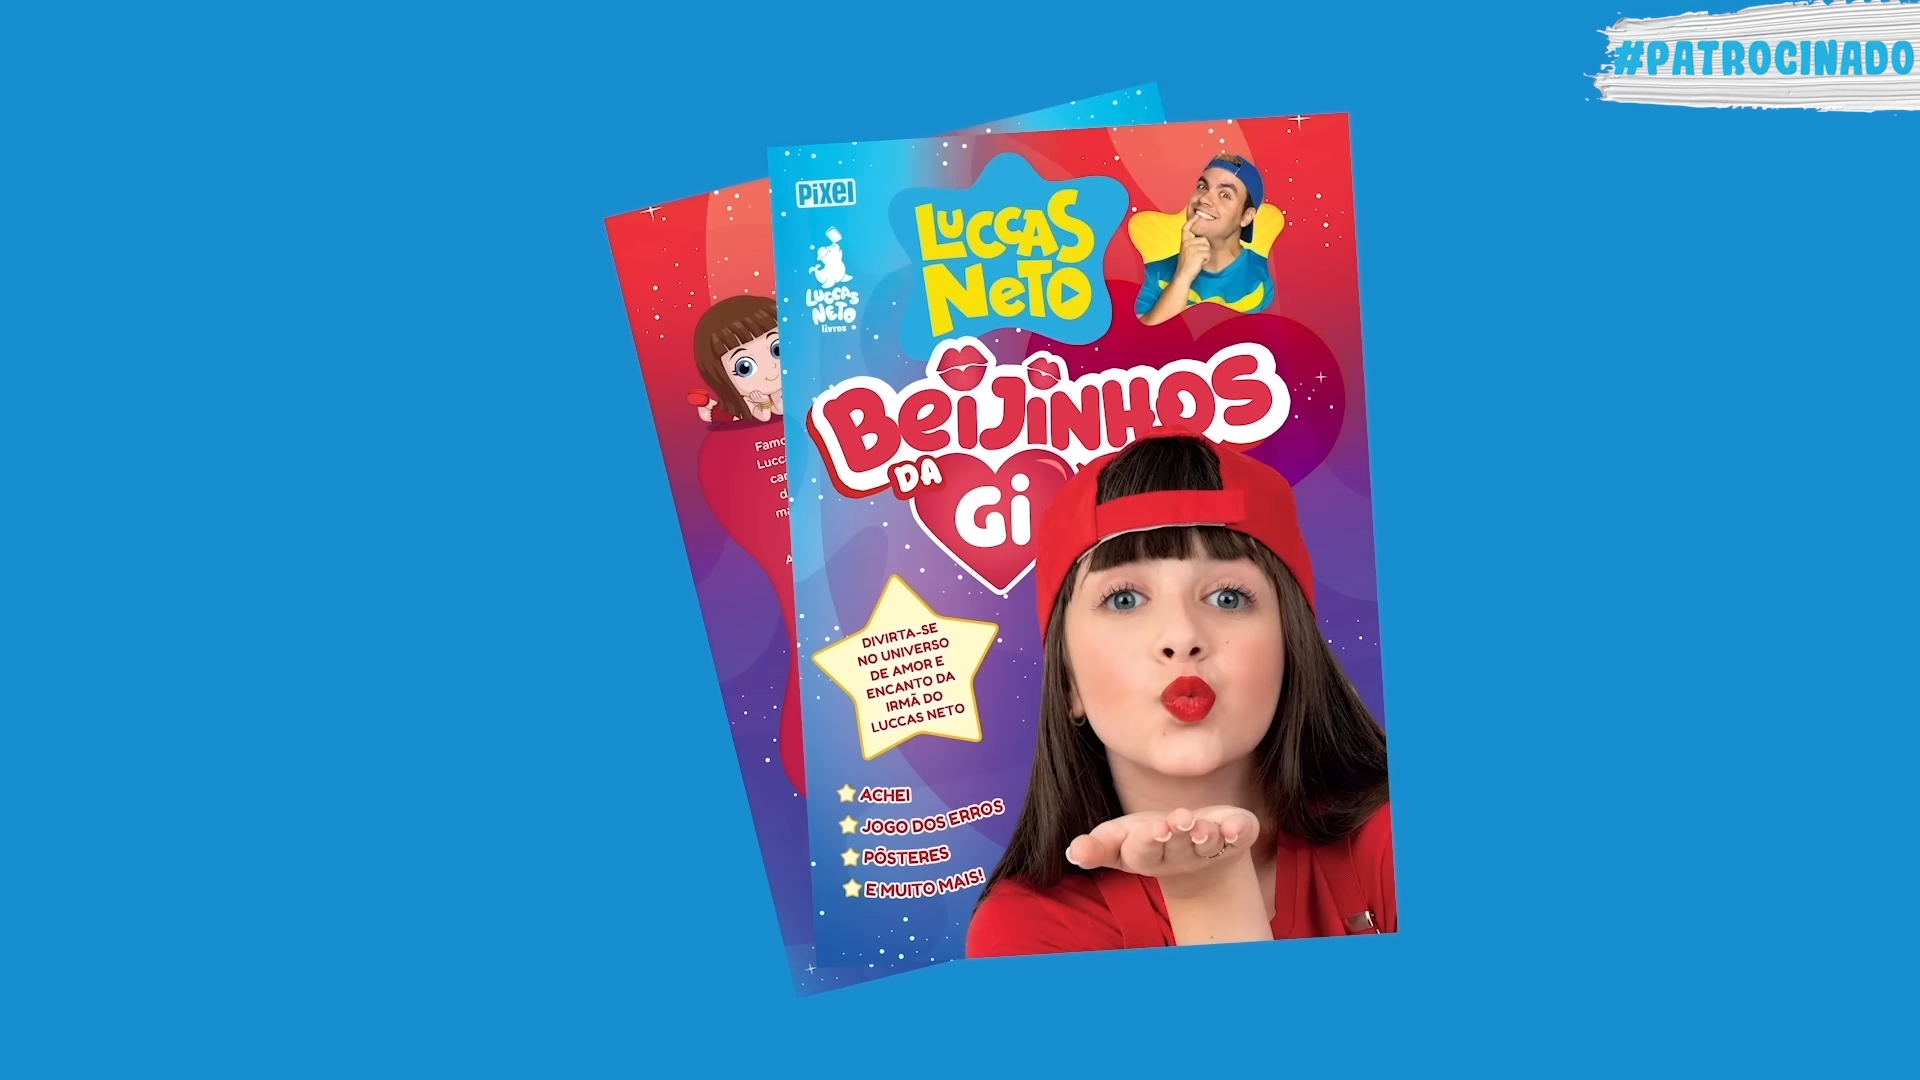 #PATROCINADO
PiXEl
LUCCAS
NETO
LUCCAS
NETO
livros
BEIJINHOS
DA
Gi
DIVIRTA-SE
NO UNIVERSO
DE AMOR E
ENCANTO DA
IRMÃ DO
LUCCAS NETO
ACHEI
JOGO DOS ERROS
PÔSTERES
E MUITO MAIS!